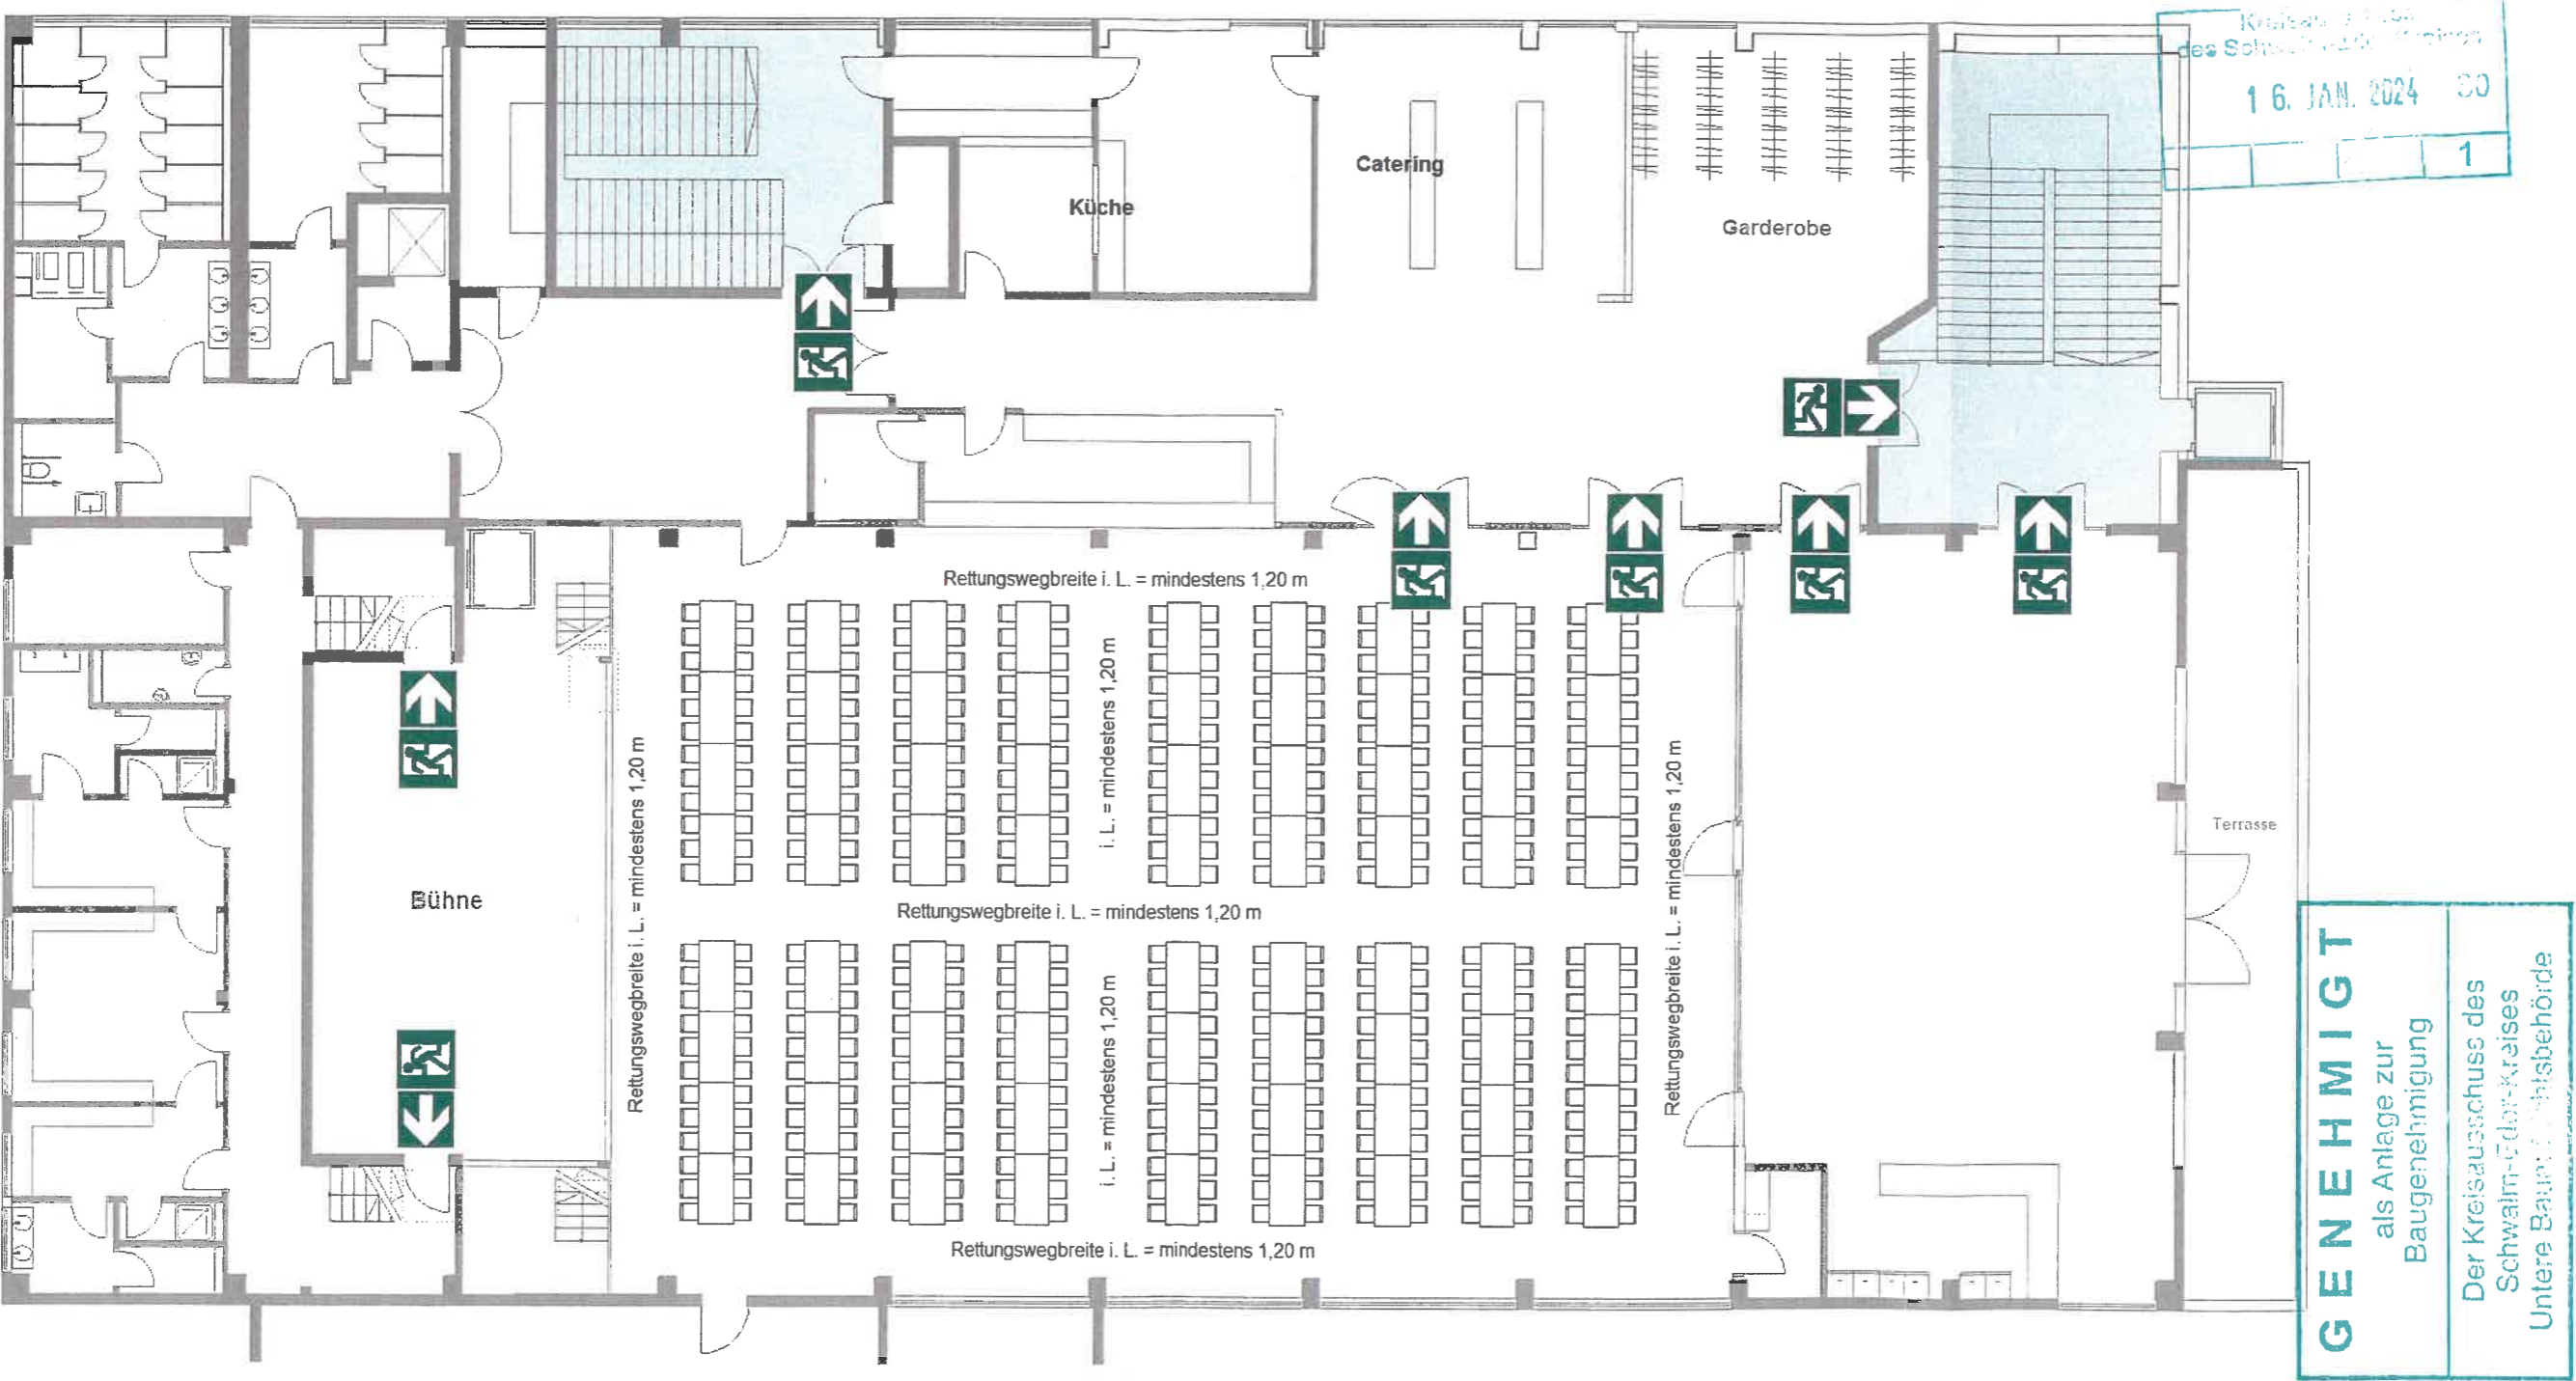 des
16. JAN. 2024
1
Catering
Küche
Garderobe
Rettungswegbreite i. L. = mindestens 1,20 m
i. L. = mindestens 1,20 m
Rettungswegbreite i. L. = mindestens 1,20 m
Rettungswegbreite i. L. = mindestens 1,20 m
Terrasse
Bühne
Rettungswegbreite i. L. = mindestens 1,20 m
i. L. = mindestens 1,20 m
Rettungswegbreite i. L. = mindestens 1,20 m
GENEHMIGT
als Anlage zur
Baugenehmigung
Der Kreisausschuss des
Schwalm-Eder-Kreises
Untere